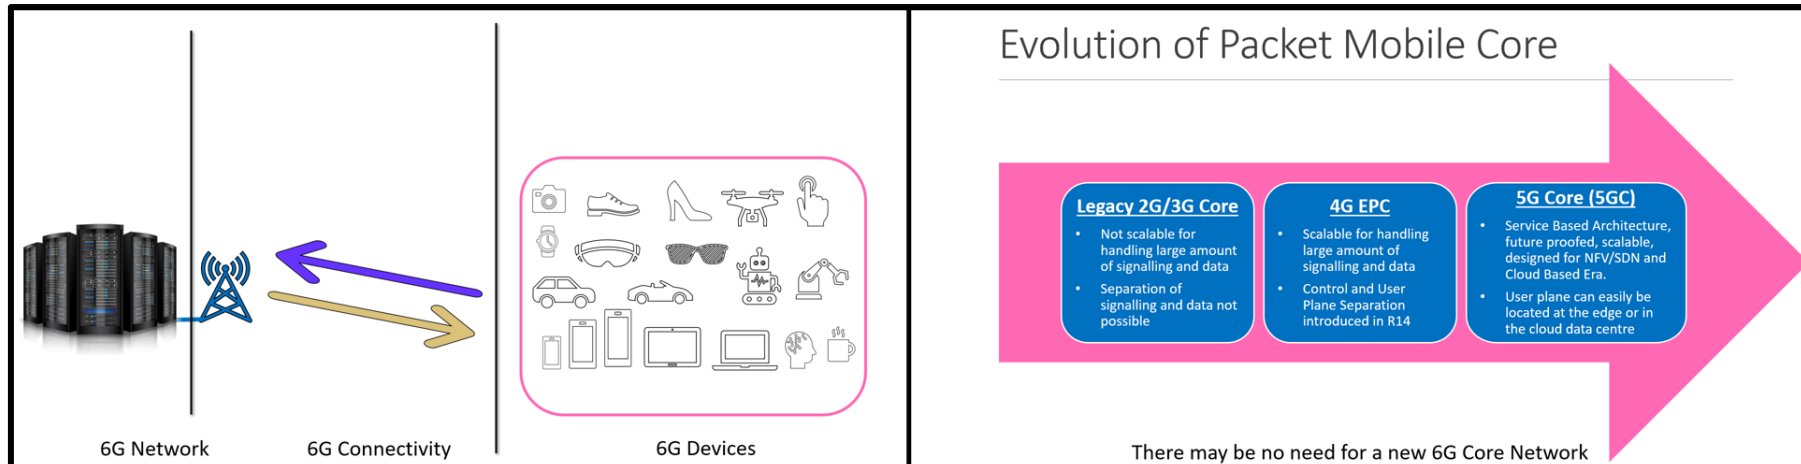 6G Network
6G Connectivity
6G Devices
Evolution of Packet Mobile Core
Legacy 2G/3G Core
• Not scalable for
handling large amount
of signalling and data
• Separation of
signalling and data not
possible
4G EPC
• Scalable for handling
large amount of
signalling and data
• Control and User
Plane Separation
introduced in R14
5G Core (5GC)
• Service Based Architecture,
future proofed, scalable,
designed for NFV/SDN and
Cloud Based Era.
• User plane can easily be
located at the edge or in
the cloud data centre
There may be no need for a new 6G Core Network